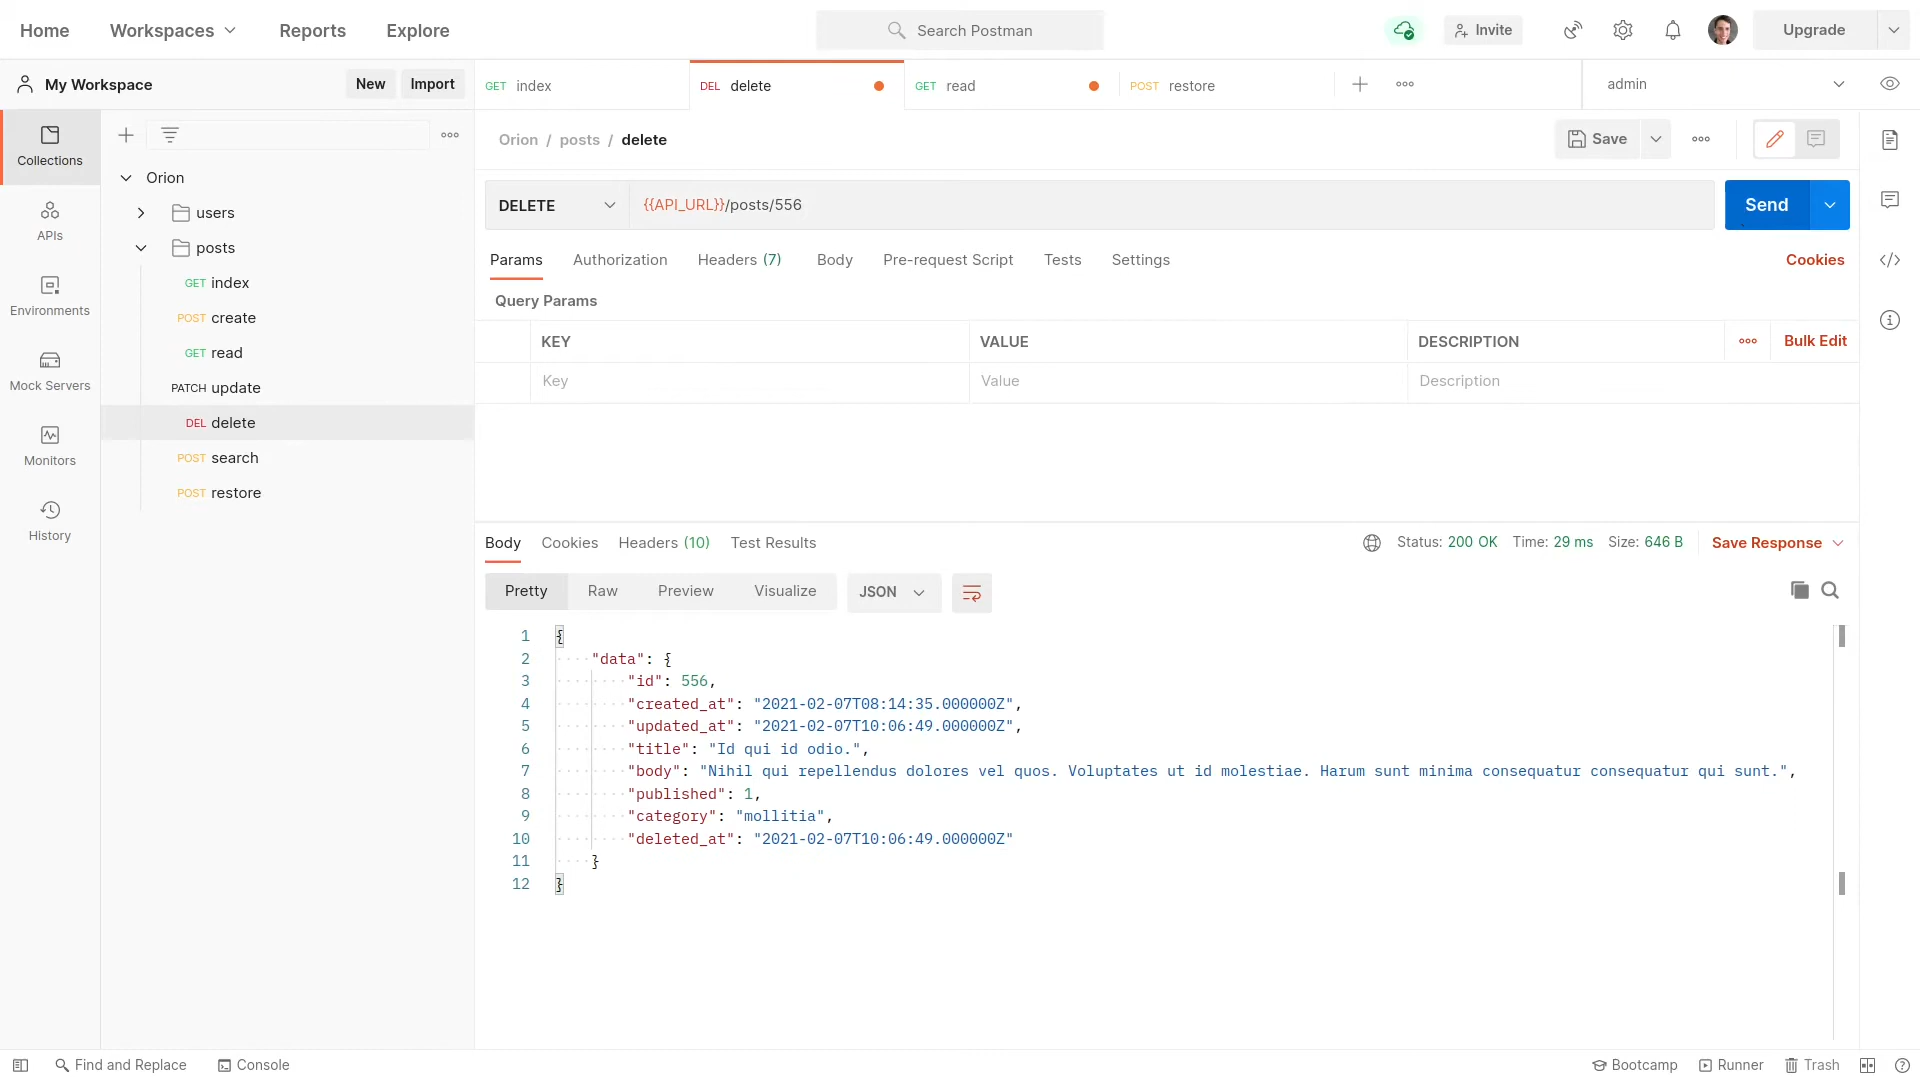 Home Workspaces Reports Explore Search Postman Invite Upgrade
My Workspace New Import GET index DEL delete GET read POST restore admin
Collections
APIs
Environments
Mock Servers
Monitors
History
Orion
users
posts
GET index
POST create
GET read
PATCH update
DEL delete
POST search
POST restore
Orion / posts / delete Save
DELETE {{API_URL}}/posts/556 Send
Params Authorization Headers (7) Body Pre-request Script Tests Settings Cookies
Query Params
KEY VALUE DESCRIPTION Bulk Edit
Key Value Description
Body Cookies Headers (10) Test Results Status: 200 OK Time: 29 ms Size: 646 B Save Response
Pretty Raw Preview Visualize JSON
1 {
2 "data": {
3 "id": 556,
4 "created_at": "2021-02-07T08:14:35.000000Z",
5 "updated_at": "2021-02-07T10:06:49.000000Z",
6 "title": "Id qui id odio.",
7 "body": "Nihil qui repellendus dolores vel quos. Voluptates ut id molestiae. Harum sunt minima consequatur consequatur qui sunt.",
8 "published": 1,
9 "category": "mollitia",
10 "deleted_at": "2021-02-07T10:06:49.000000Z"
11 }
12 }
Find and Replace Console Bootcamp Runner Trash